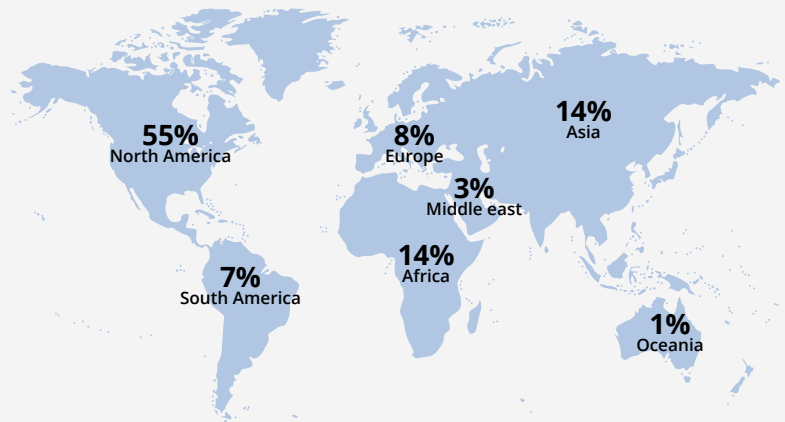 14%
Asia
55%
North America
8%
Europe
3%
Middle east
14%
Africa
7%
South America
1%
Oceania